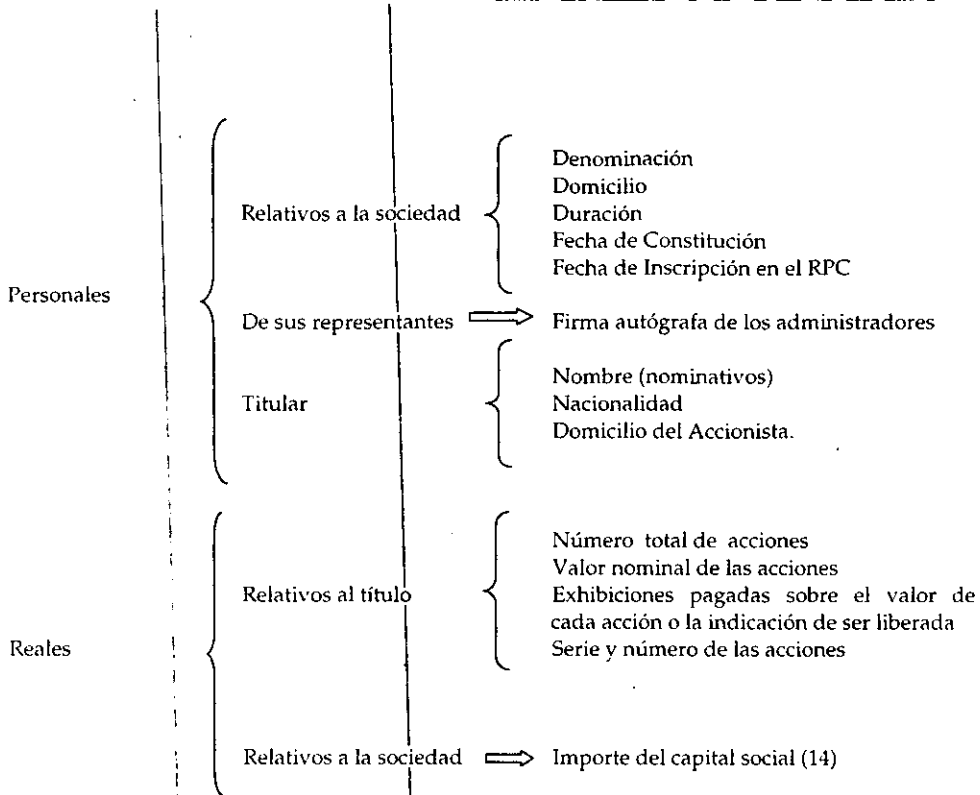 Personales
Relativos a la sociedad
Denominación
Domicilio
Duración
Fecha de Constitución
Fecha de Inscripción en el RPC
De sus representantes
Firma autógrafa de los administradores
Titular
Nombre (nominativos)
Nacionalidad
Domicilio del Accionista.
Reales
Relativos al título
Número total de acciones
Valor nominal de las acciones
Exhibiciones pagadas sobre el valor de
cada acción o la indicación de ser liberada
Serie y número de las acciones
Relativos a la sociedad
Importe del capital social (14)